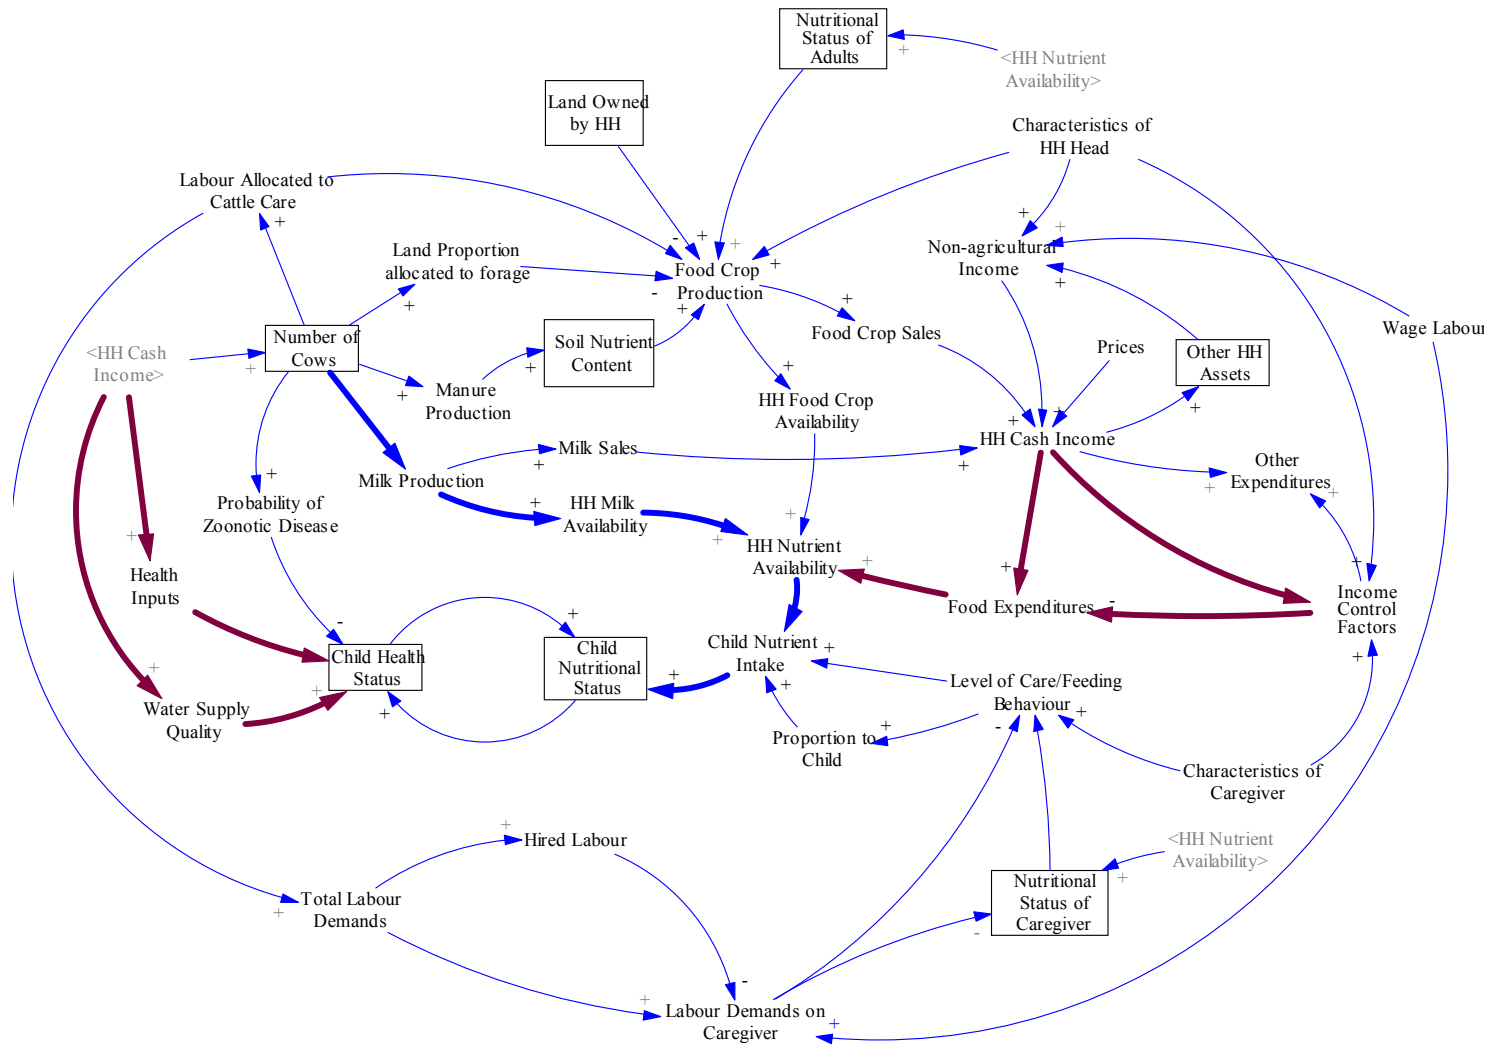 Nutritional
Status of
Adults
+
<HH Nutrient
Availability>
Land Owned
by HH
Characteristics of
HH Head
Labour Allocated to
Cattle Care
+
+
+
-
+
+
+
Non-agricultural
Income
+
Land Proportion
allocated to forage
+
-
Food Crop
Production
+
+
Food Crop Sales
Wage Labour
<HH Cash
Income>
+
Number of
Cows
Soil Nutrient
Content
+
Manure
Production
+
Prices
Other HH
Assets
+
+
HH Food Crop
Availability
+
+
HH Cash Income
Milk Sales
+
+
Milk Production
Other
Expenditures
+
+
+
Probability of
Zoonotic Disease
+
HH Milk
Availability
+
+
HH Nutrient
Availability
+
+
+
Health
Inputs
+
Food Expenditures
-
Income
Control
Factors
+
-
Child Health
Status
+
Child
Nutritional
Status
+
Child Nutrient
Intake
+
+
+
+
+
Water Supply
Quality
+
Level of Care/Feeding
Behaviour
+
-
+
Proportion to
Child
Characteristics of
Caregiver
+
Hired Labour
<HH Nutrient
Availability>
+
Total Labour
Demands
+
Nutritional
Status of
Caregiver
-
-
+
Labour Demands on
Caregiver
+